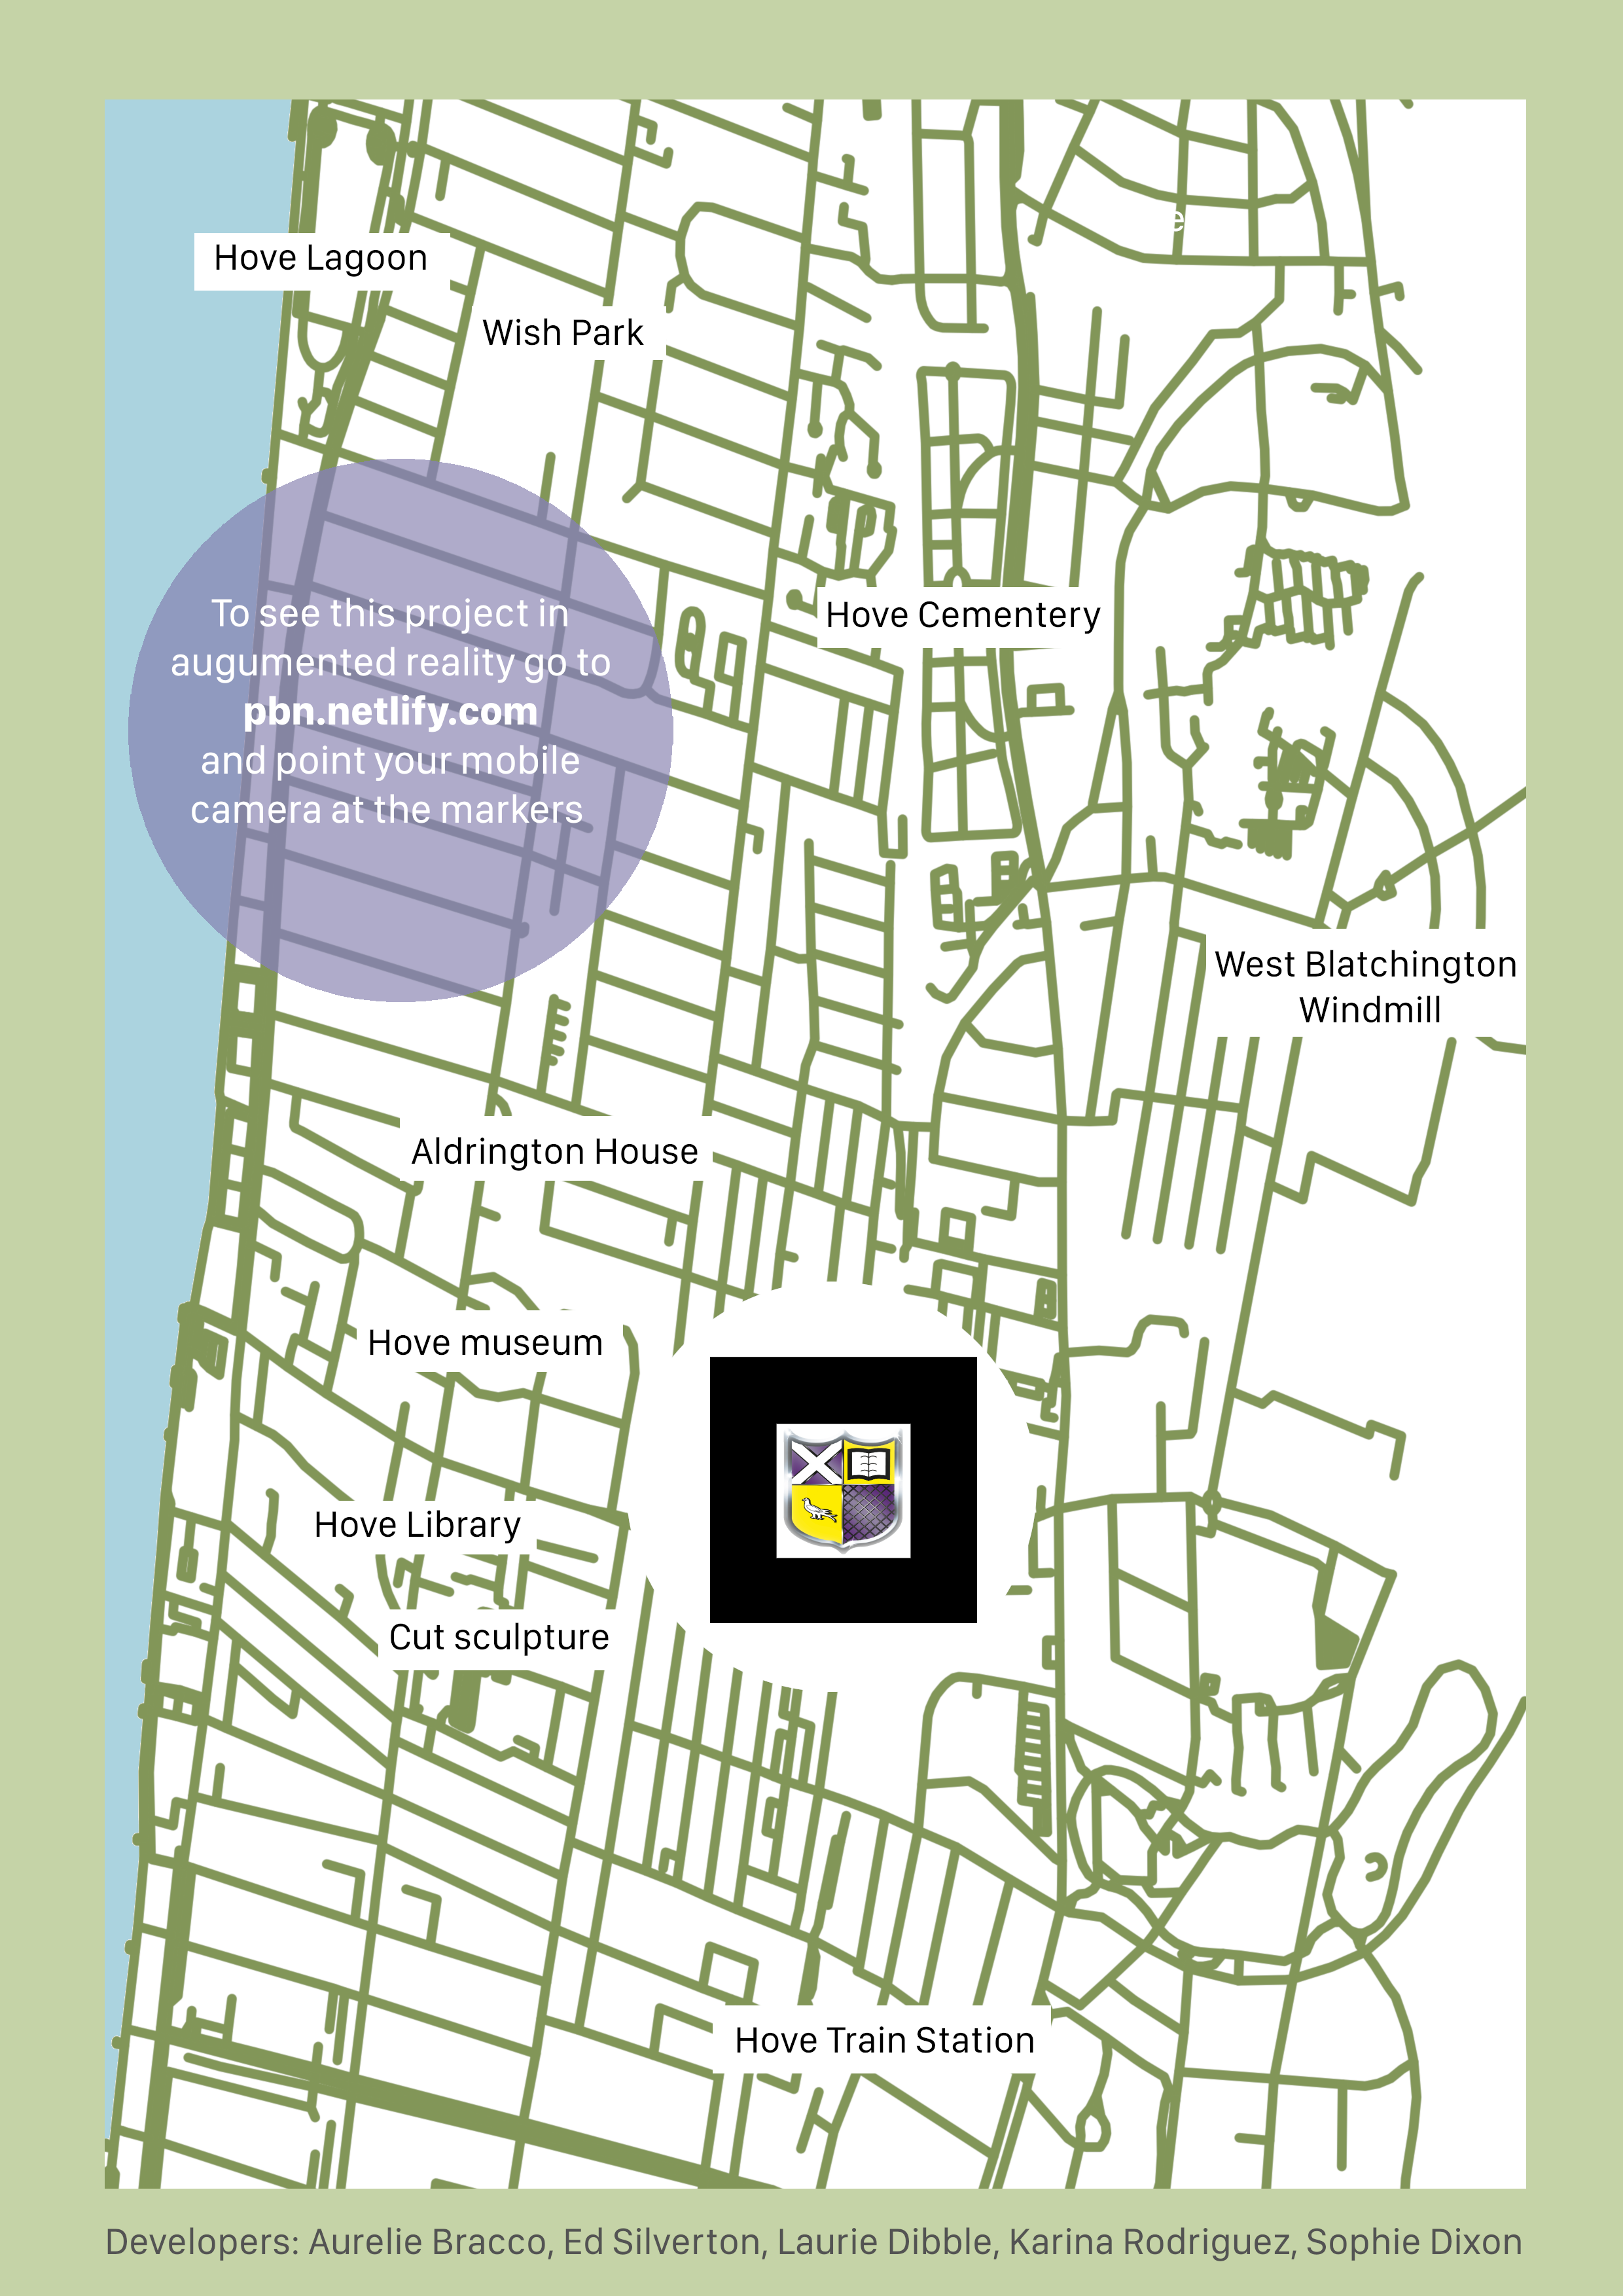 e
Hove Lagoon
Wish Park
To see this project in
augumented reality go to
pbn.netlify.com
and point your mobile
camera at the markers
Hove Cementery
West Blatchington
Windmill
Aldrington House
Hove museum
Hove Library
Cut sculpture
Hove Train Station
Developers: Aurelie Bracco, Ed Silverton, Laurie Dibble, Karina Rodriguez, Sophie Dixon